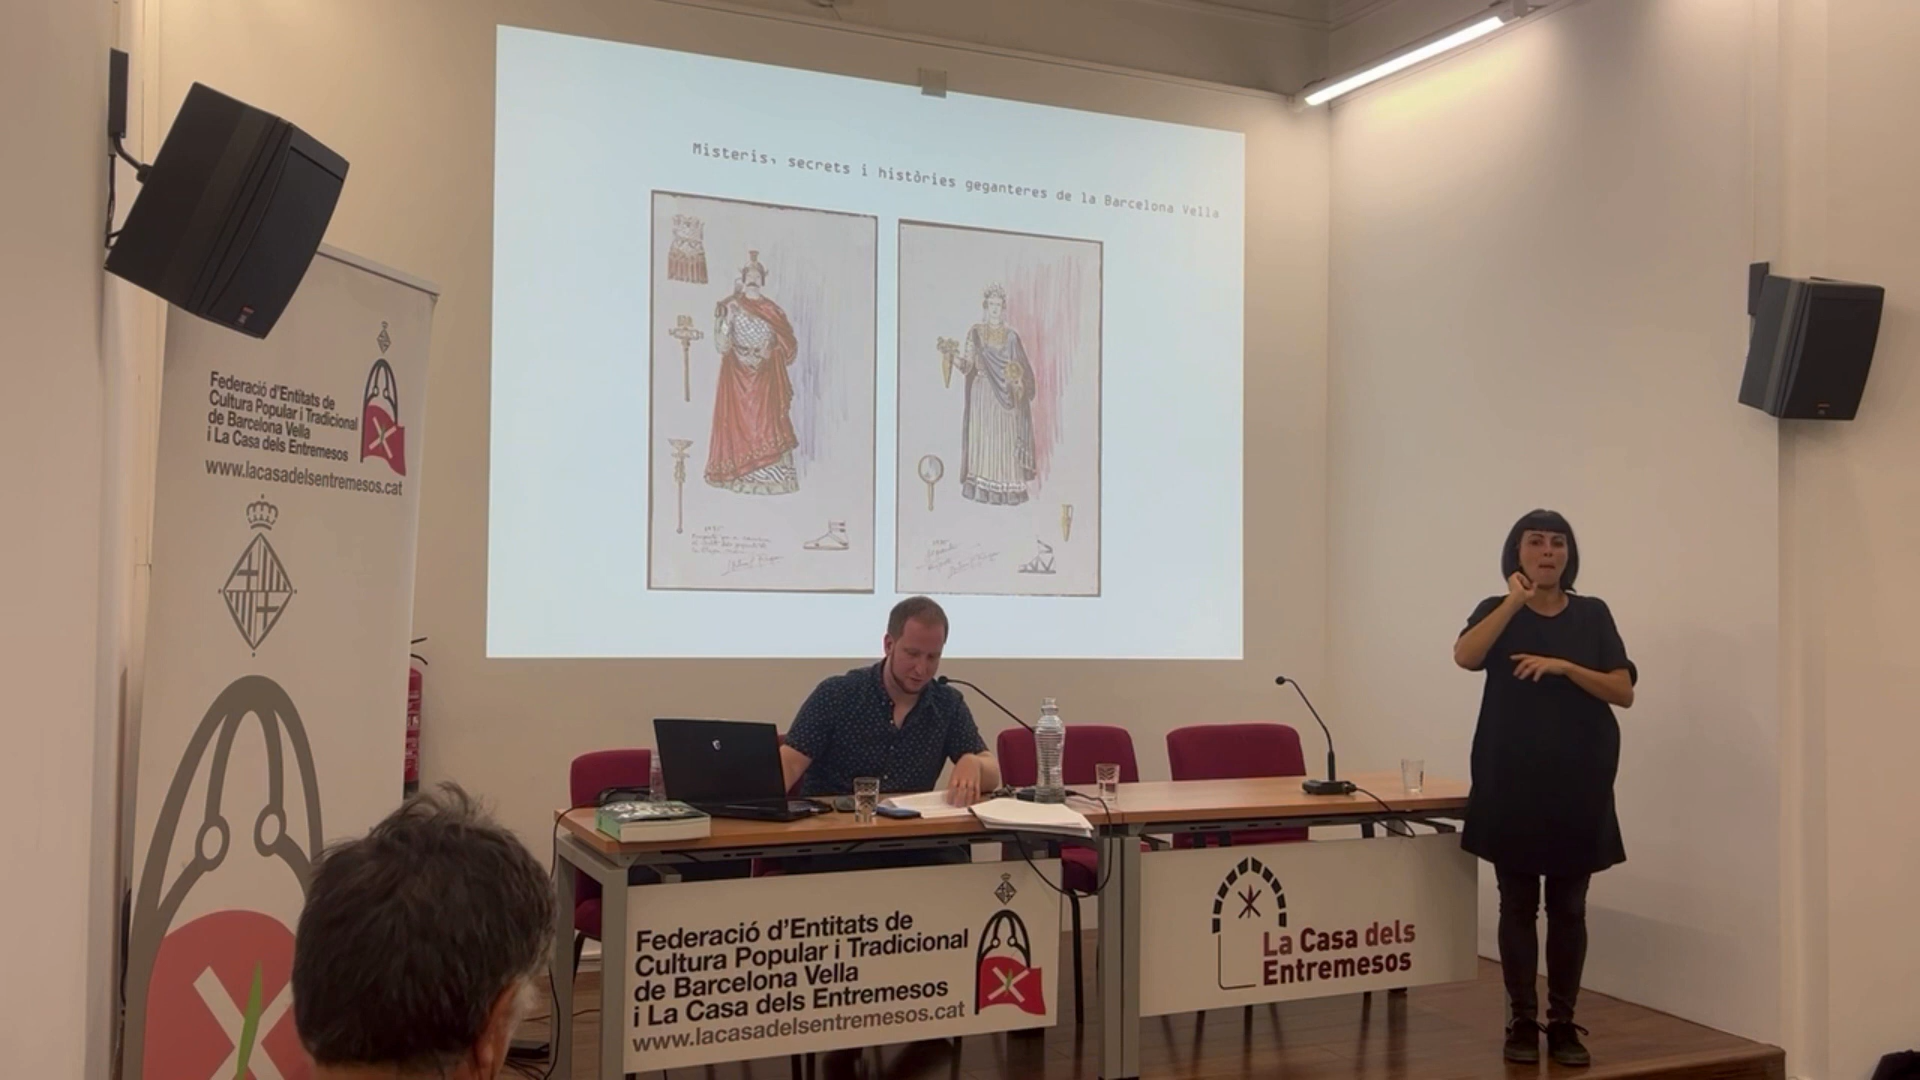 Misteris, secrets i històries geganteres de la Barcelona Vella
Federació d'Entitats de
Cultura Popular i Tradicional
de Barcelona Vella
i La Casa dels Entremesos
www.lacasadelsentremesos.cat
Federació d'Entitats de
Cultura Popular i Tradicional
de Barcelona Vella
i La Casa dels Entremesos
www.lacasadelsentremesos.cat
La Casa dels
Entremesos